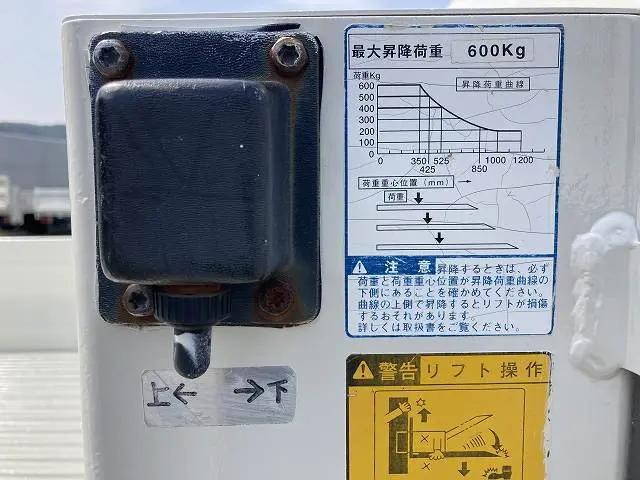 最大昇降荷重 600Kg
荷重Kg
昇降荷重曲線
600
500
400
300
200
100
0
0 350 525 1000 1200
425 850
荷重重心位置(mm) →
荷重
注意 昇降するときは、必ず
荷重と荷重重心位置が昇降荷重曲線の
下側にあることを確かめてください。
曲線の上側で昇降するとリフトが損傷
するおそれがあります。
詳しくは取扱書をご覧ください。
上← →下
警告 リフト操作